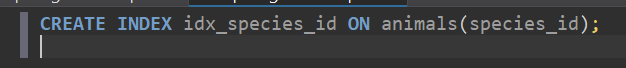 CREATE INDEX idx_species_id ON animals(species_id);